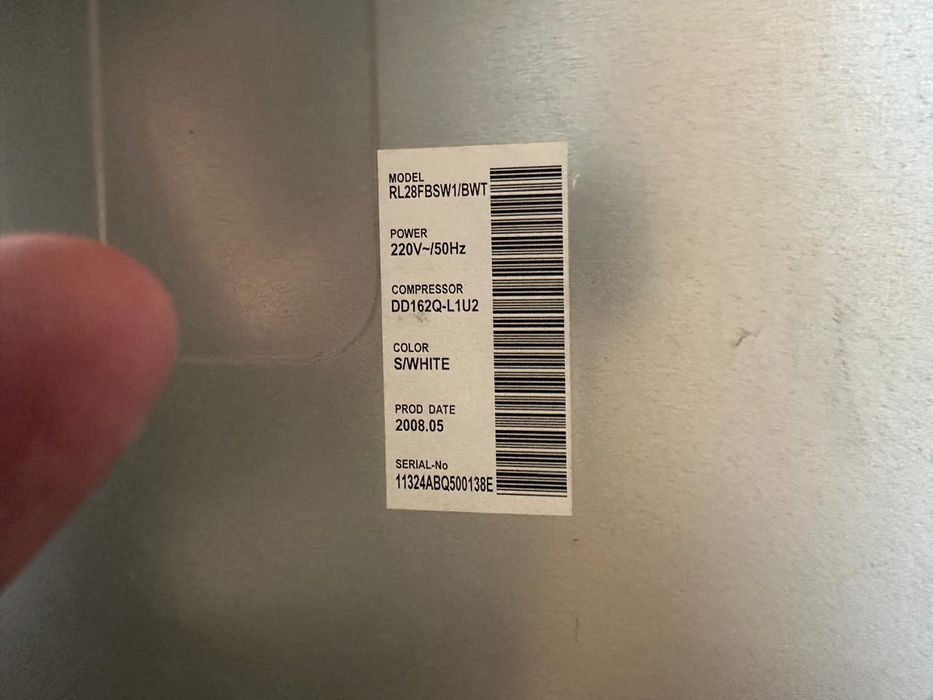 MODEL
RL28FBSW1/BWT
POWER
220V~/50Hz
COMPRESSOR
DD162Q-L1U2
COLOR
S/WHITE
PROD DATE
2008.05
SERIAL-No
11324ABQ500138E